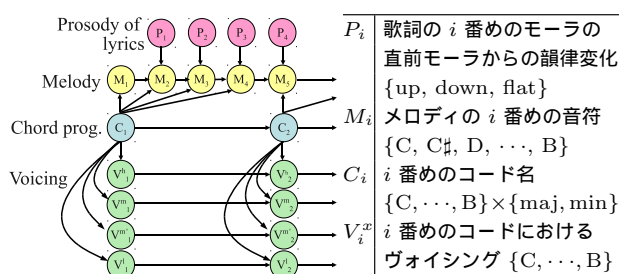 Prosody of
lyrics
P₁ P₂ P₃ P₄
Melody M₁ M₂ M₃ M₄ M₅
Chord prog. C₁ C₂
Voicing
Vʰ₁ Vʰ₂
Vᵐ₁ Vᵐ₂
Vᵐ'₁ Vᵐ'₂
Vˡ₁ Vˡ₂
Pᵢ 歌詞の i 番めのモーラの
直前モーラからの韻律変化
{up, down, flat}
Mᵢ メロディの i 番めの音符
{C, C♯, D, ⋯, B}
Cᵢ i 番めのコード名
{C,⋯, B}×{maj, min}
Vᵢˣ i 番めのコードにおける
ヴォイシング {C, ⋯, B}